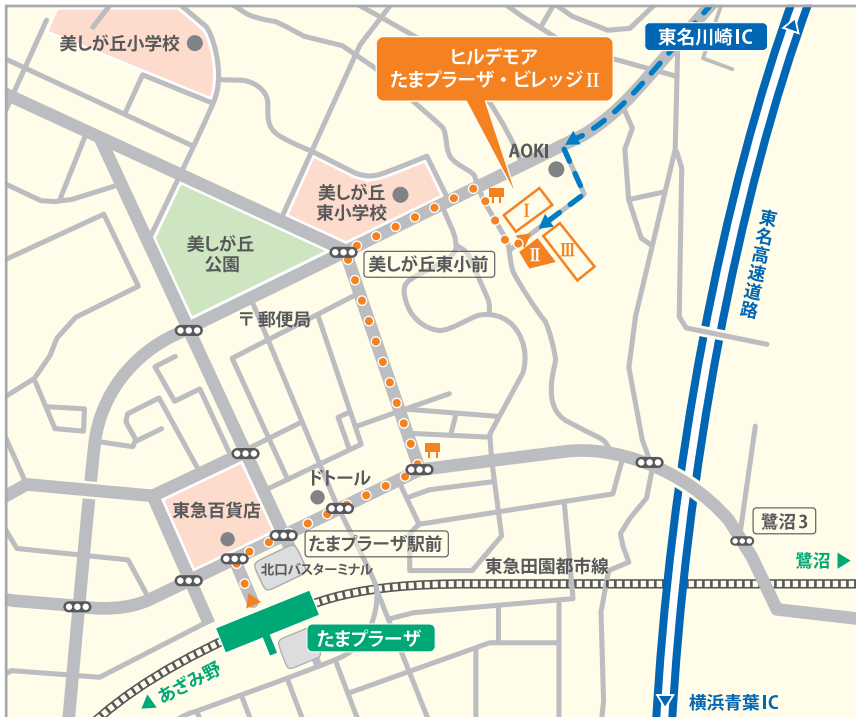 美しが丘小学校
東名川崎IC
ヒルデモア
たまプラーザ・ビレッジⅡ
AOKI
美しが丘
東小学校
Ⅰ
Ⅱ
Ⅲ
美しが丘
公園
美しが丘東小前
東名高速道路
〒郵便局
ドトール
東急百貨店
たまプラーザ駅前
鷺沼3
北口バスターミナル
東急田園都市線
鷺沼▶
たまプラーザ
▲あざみ野
横浜青葉IC